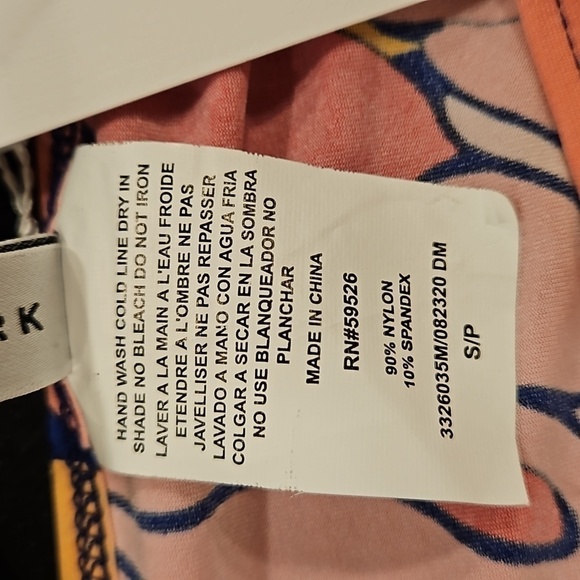 HAND WASH COLD LINE DRY IN
SHADE NO BLEACH DO NOT IRON
LAVER A LA MAIN A L'EAU FROIDE
ETENDRE A L'OMBRE NE PAS
JAVELLISER NE PAS REPASSER
LAVADO A MANO CON AGUA FRIA
COLGAR A SECAR EN LA SOMBRA
NO USE BLANQUEADOR NO
PLANCHAR
MADE IN CHINA
RN#59526
90% NYLON
10% SPANDEX
3326035M/082320 DM
S/P